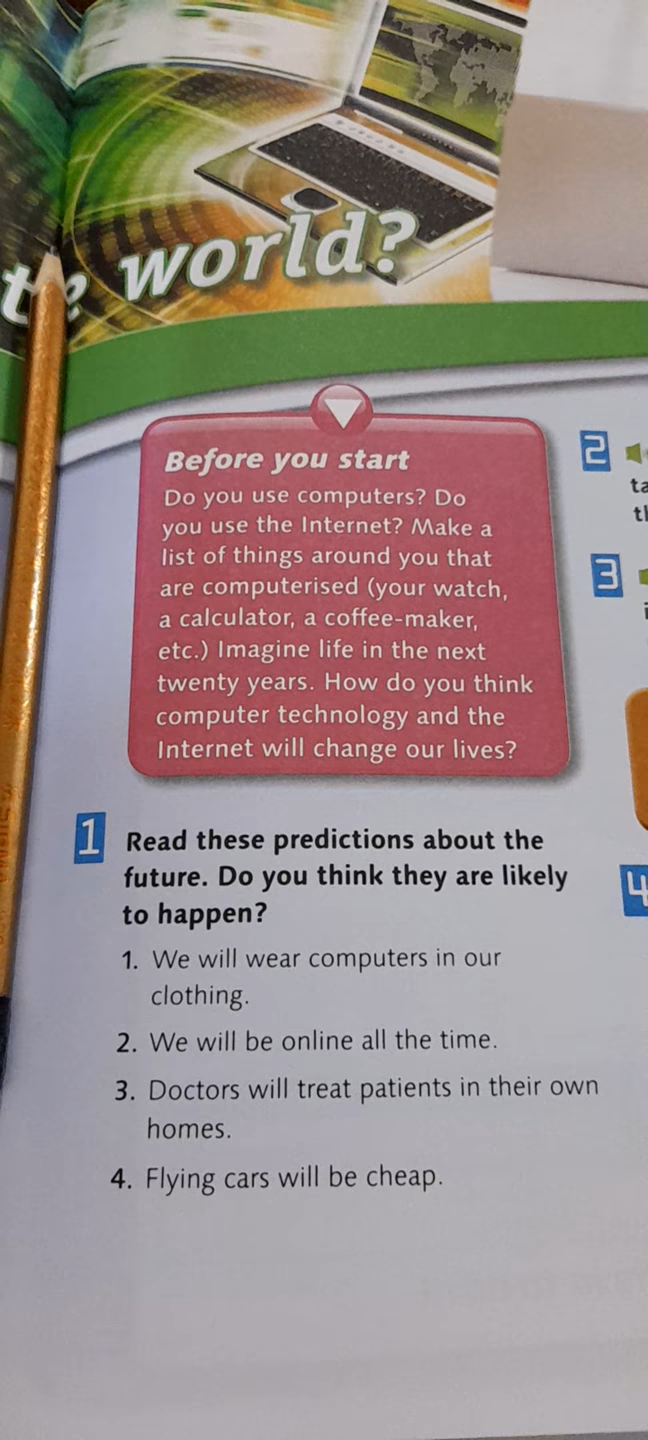 the world?
Before you start
Do you use computers? Do
you use the Internet? Make a
list of things around you that
are computerised (your watch,
a calculator, a coffee-maker,
etc.) Imagine life in the next
twenty years. How do you think
computer technology and the
Internet will change our lives?
1 Read these predictions about the
future. Do you think they are likely
to happen?
1. We will wear computers in our
clothing.
2. We will be online all the time.
3. Doctors will treat patients in their own
homes.
4. Flying cars will be cheap.
2
3
4